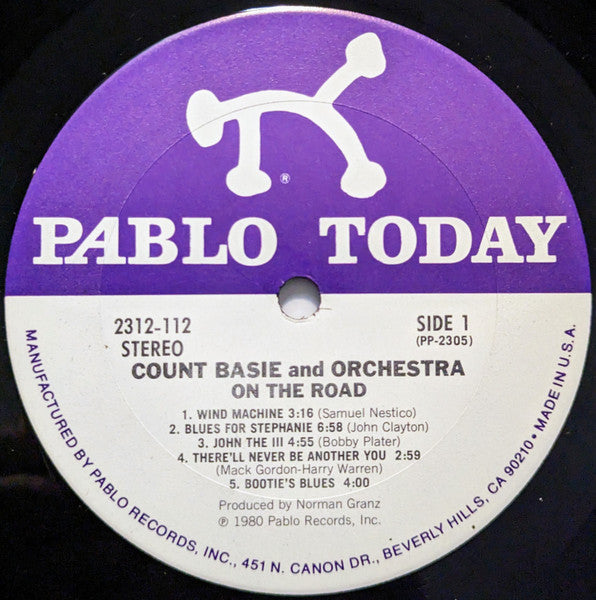 ®
PABLO TODAY
2312-112
STEREO
SIDE 1
(PP-2305)
COUNT BASIE and ORCHESTRA
ON THE ROAD
1. WIND MACHINE 3:16 (Samuel Nestico)
2. BLUES FOR STEPHANIE 6:58 (John Clayton)
3. JOHN THE III 4:55 (Bobby Plater)
4. THERE'LL NEVER BE ANOTHER YOU 2:59
(Mack Gordon-Harry Warren)
5. BOOTIE'S BLUES 4:00
Produced by Norman Granz
℗ 1980 Pablo Records, Inc.
MANUFACTURED BY PABLO RECORDS, INC., 451 N. CANON DR., BEVERLY HILLS, CA 90210 • MADE IN U.S.A.